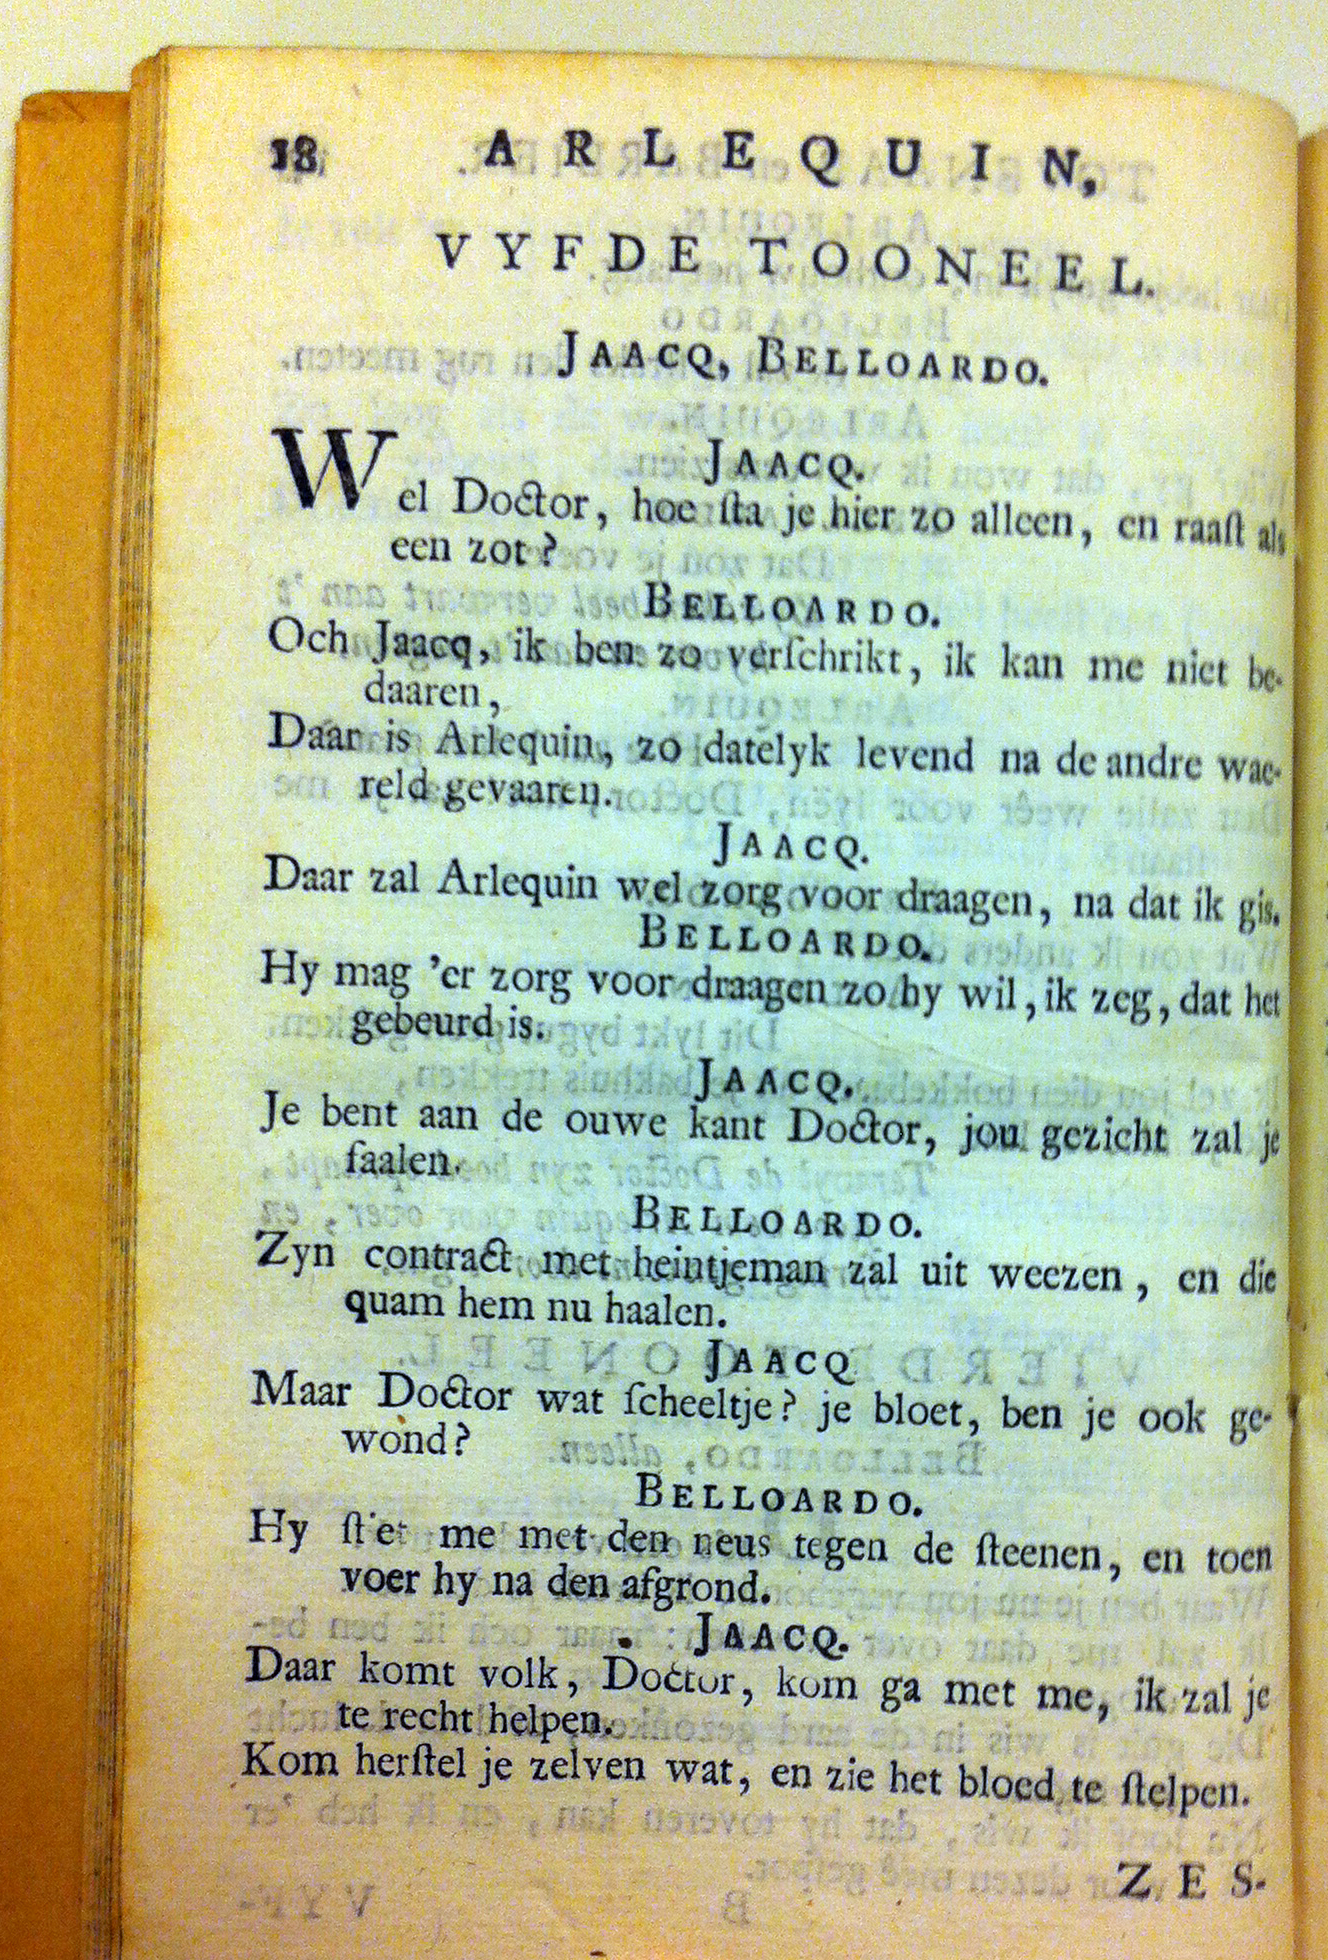 18 ARLEQUIN,
VYFDE TOONEEL.
JAACQ, BELLOARDO.
JAACQ.
Wel Doctor, hoe ſta je hier zo alleen, en raaſt als
een zot?
BELLOARDO.
Och Jaacq, ik ben zo verſchrikt, ik kan me niet be-
daaren,
Daar is Arlequin, zo datelyk levend na de andre wae-
reld gevaaren.
JAACQ.
Daar zal Arlequin wel zorg voor draagen, na dat ik gis.
BELLOARDO.
Hy mag 'er zorg voor draagen zo hy wil, ik zeg, dat het
gebeurd is.
JAACQ.
Je bent aan de ouwe kant Doctor, jou gezicht zal je
faalen.
BELLOARDO.
Zyn contract met heintjeman zal uit weezen, en die
quam hem nu haalen.
JAACQ
Maar Doctor wat ſcheeltje? je bloet, ben je ook ge-
wond?
BELLOARDO.
Hy ſtiet me met den neus tegen de ſteenen, en toen
voer hy na den afgrond.
JAACQ.
Daar komt volk, Doctor, kom ga met me, ik zal je
te recht helpen.
Kom herſtel je zelven wat, en zie het bloed te ſtelpen.
ZES-